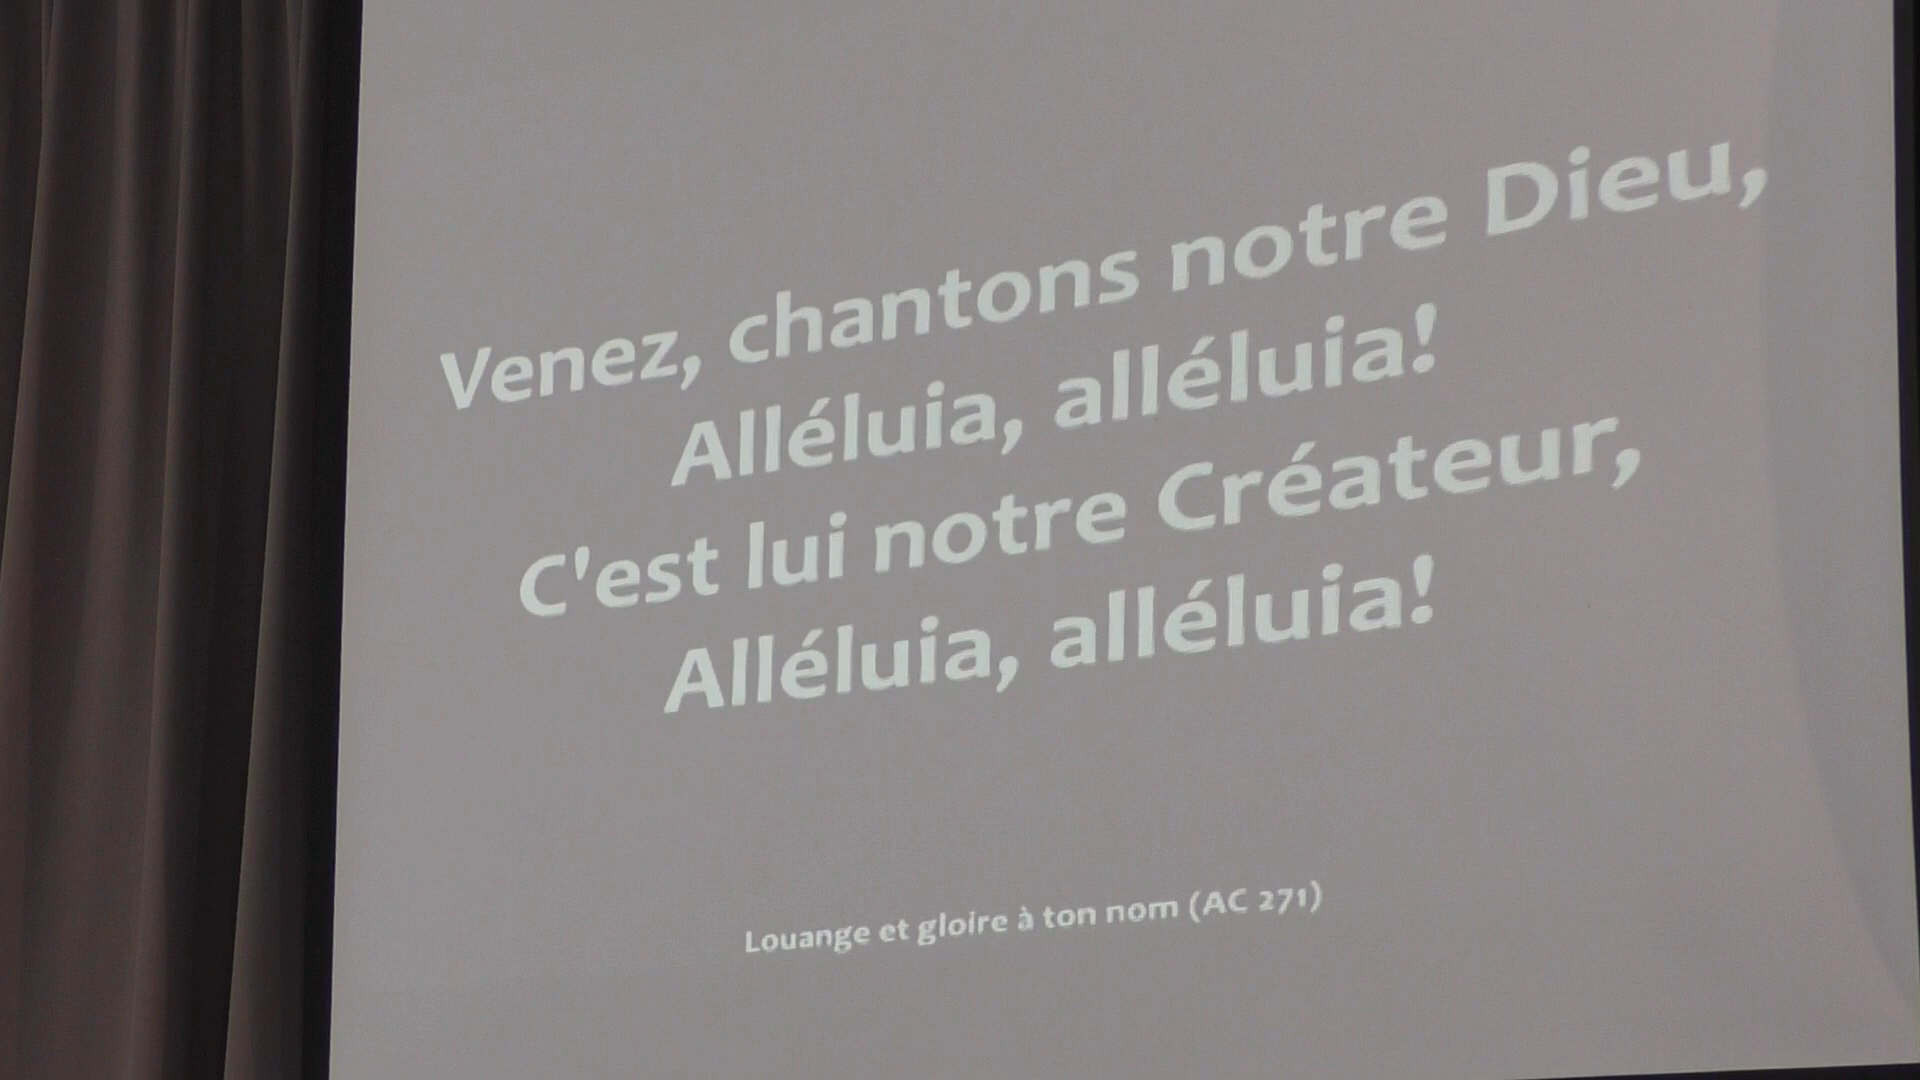 Venez, chantons notre Dieu,
Alléluia, alléluia!
C'est lui notre Créateur,
Alléluia, alléluia!
Louange et gloire à ton nom (AC 271)